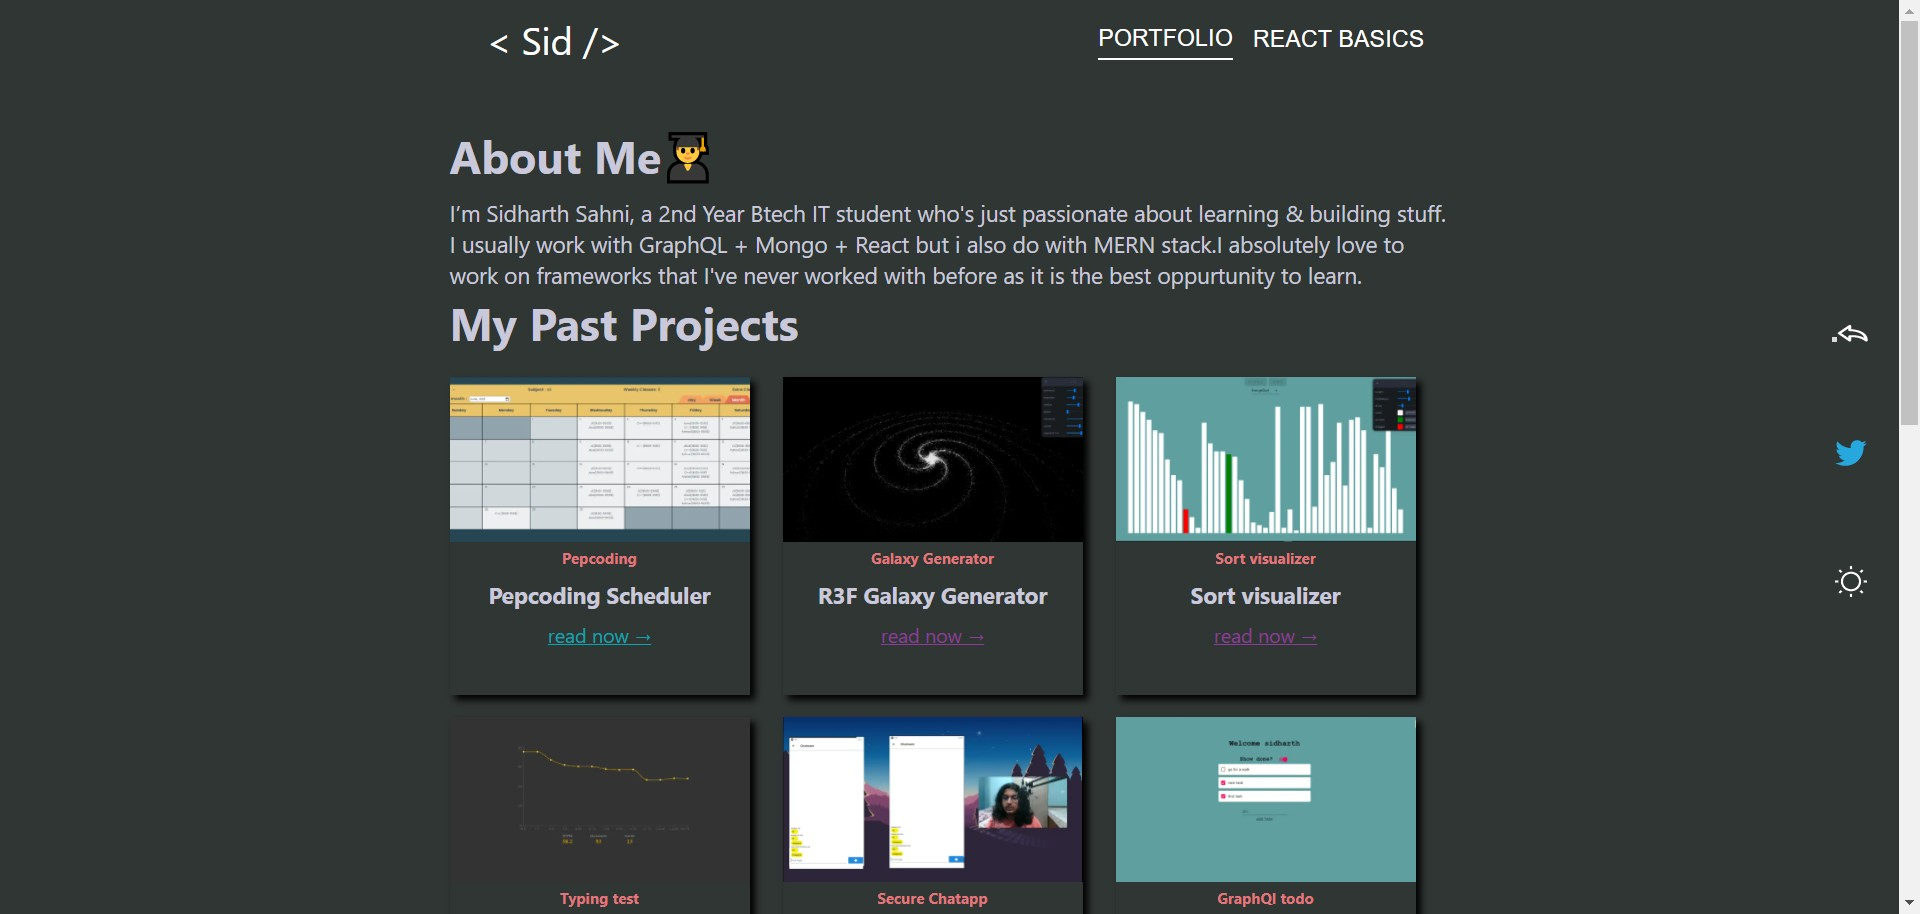 < Sid />
PORTFOLIO REACT BASICS
About Me
I’m Sidharth Sahni, a 2nd Year Btech IT student who's just passionate about learning & building stuff.
I usually work with GraphQL + Mongo + React but i also do with MERN stack.I absolutely love to
work on frameworks that I've never worked with before as it is the best oppurtunity to learn.
My Past Projects
Pepcoding
Pepcoding Scheduler
read now →
Galaxy Generator
R3F Galaxy Generator
read now →
Sort visualizer
Sort visualizer
read now →
Typing test
Secure Chatapp
Welcome sidharth
Show done?
GraphQl todo